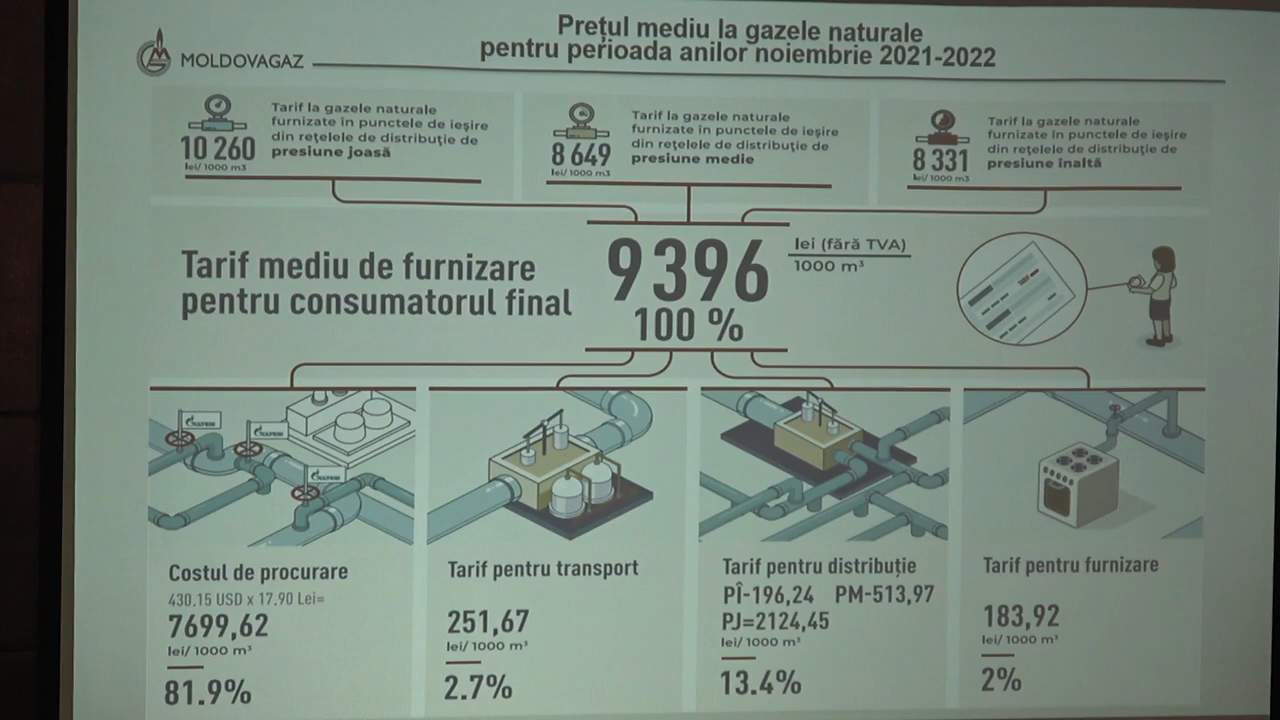 Prețul mediu la gazele naturale
pentru perioada anilor noiembrie 2021-2022
MOLDOVAGAZ
10 260
lei/ 1000 m3
Tarif la gazele naturale
furnizate în punctele de ieșire
din rețelele de distribuție de
presiune joasă
8 649
lei/ 1000 m3
Tarif la gazele naturale
furnizate în punctele de ieșire
din rețelele de distribuție de
presiune medie
8 331
lei/ 1000 m3
Tarif la gazele naturale
furnizate în punctele de ieșire
din rețelele de distribuție de
presiune înaltă
Tarif mediu de furnizare
pentru consumatorul final
9396
100 %
lei (fără TVA)
1000 m³
Costul de procurare
430.15 USD x 17.90 Lei=
7699,62
lei/ 1000 m³
81.9%
Tarif pentru transport
251,67
lei/ 1000 m³
2.7%
Tarif pentru distribuție
PÎ-196,24 PM-513,97
PJ=2124,45
lei/ 1000 m³
13.4%
Tarif pentru furnizare
183,92
lei/ 1000 m³
2%